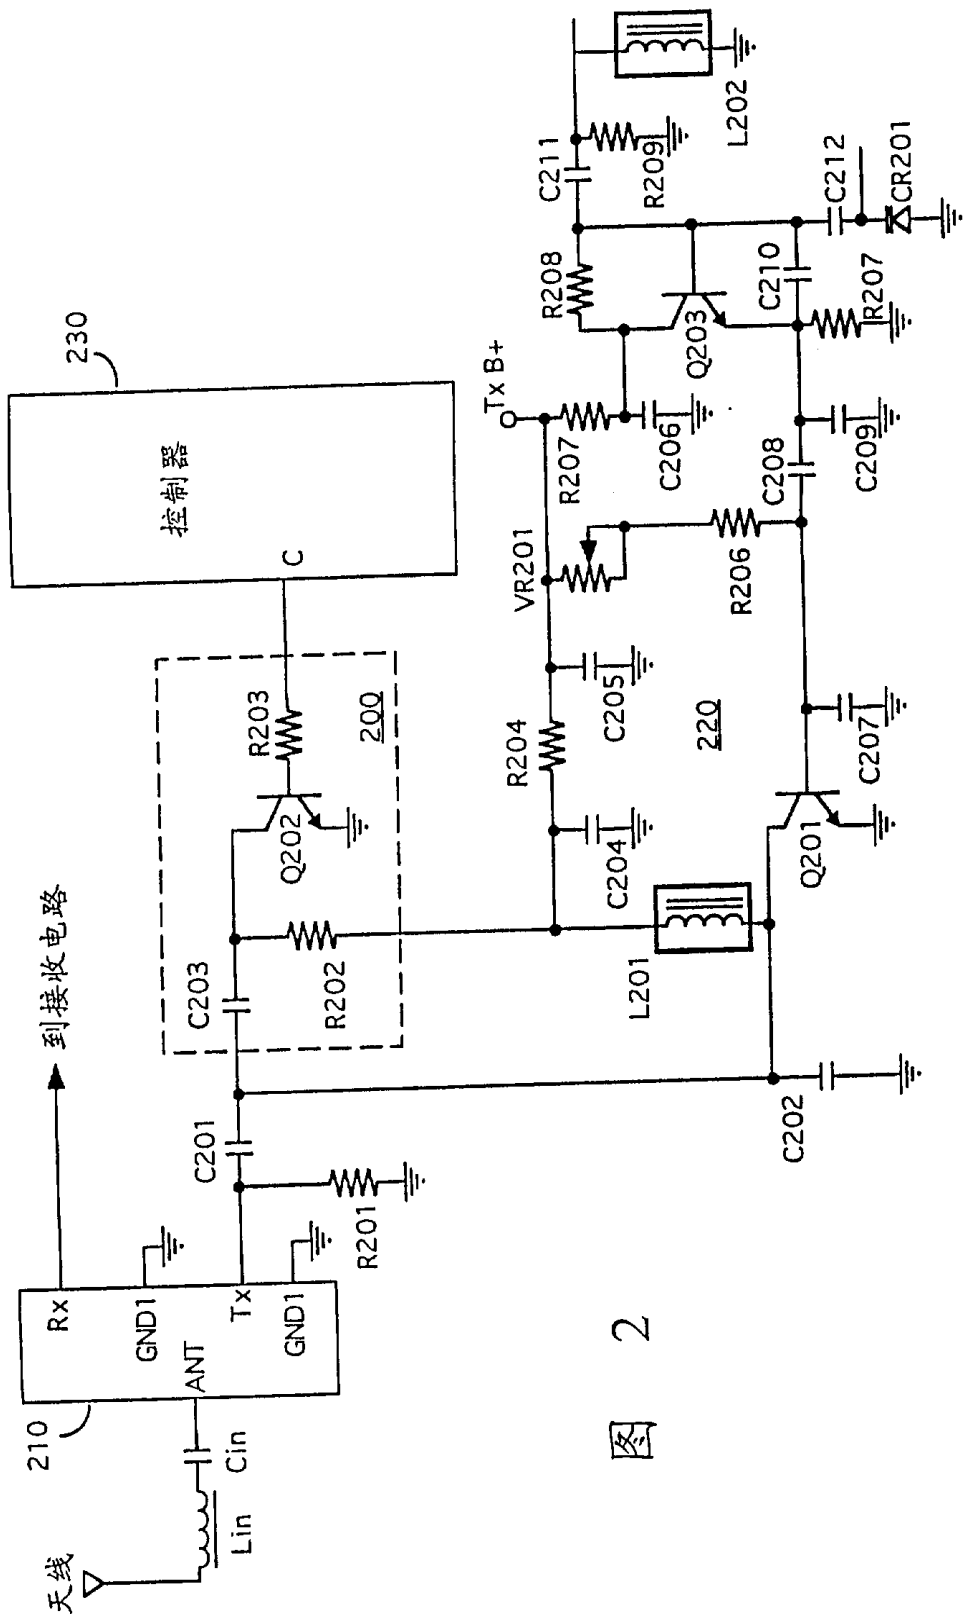 天线
Lin
Cin
210
ANT
Rx
GND1
Tx
GND1
到接收电路
R201
C201
C202
C203
R202
Q202
R203
200
控制器
C
230
L201
C204
R204
C205
220
Q201
C207
VR201
R206
Tx B+
R207
C206
C208
C209
Q203
R208
C210
R207
C211
R209
C212
CR201
L202
图 2